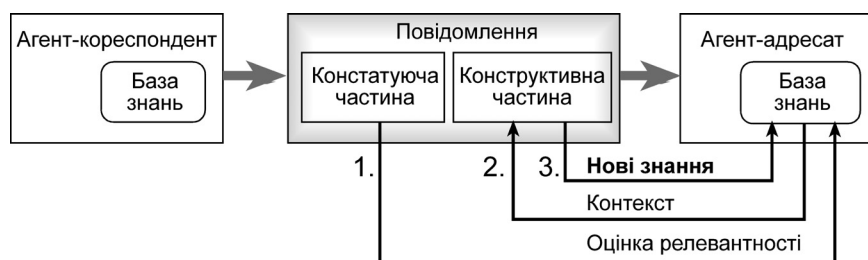 Агент-кореспондент
База
знань
Повідомлення
Констатуюча
частина
Конструктивна
частина
Агент-адресат
База
знань
1.
2.
3.
Нові знання
Контекст
Оцінка релевантності